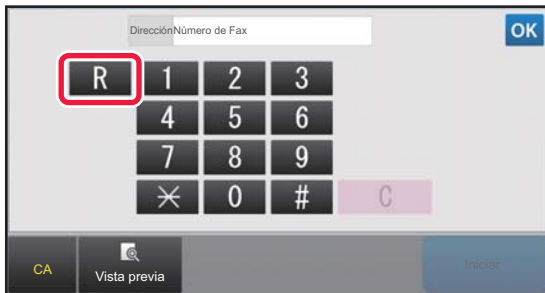 Dirección Número de Fax
OK
R 1 2 3
4 5 6
7 8 9
* 0 # C
CA
Vista previa
Iniciar